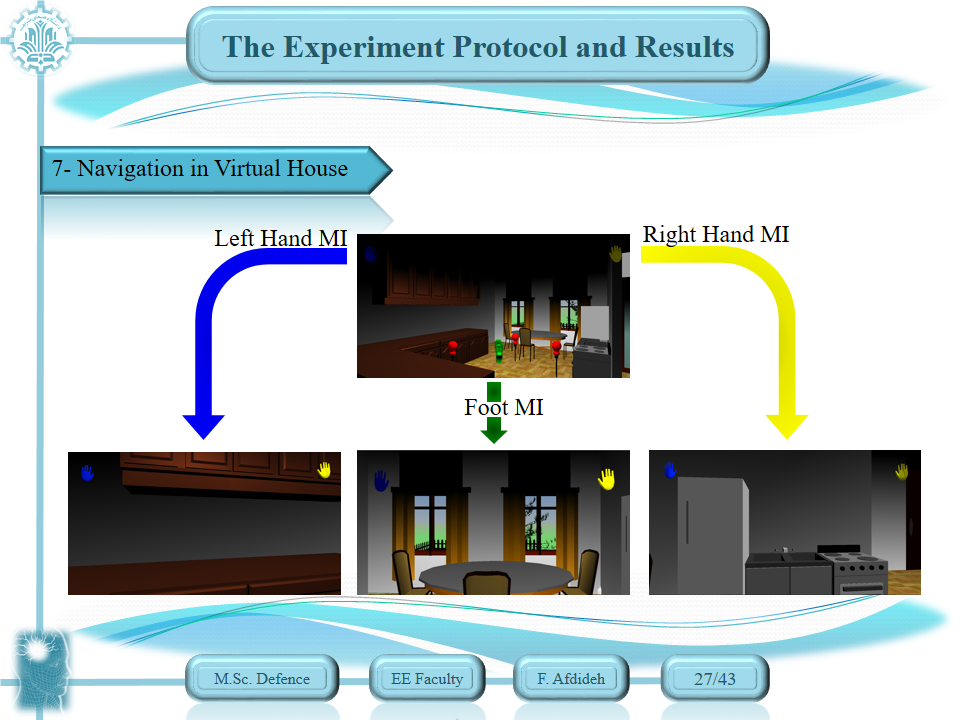 The Experiment Protocol and Results
7- Navigation in Virtual House
Left Hand MI
Right Hand MI
Foot MI
M.Sc. Defence
EE Faculty
F. Afdideh
27/43